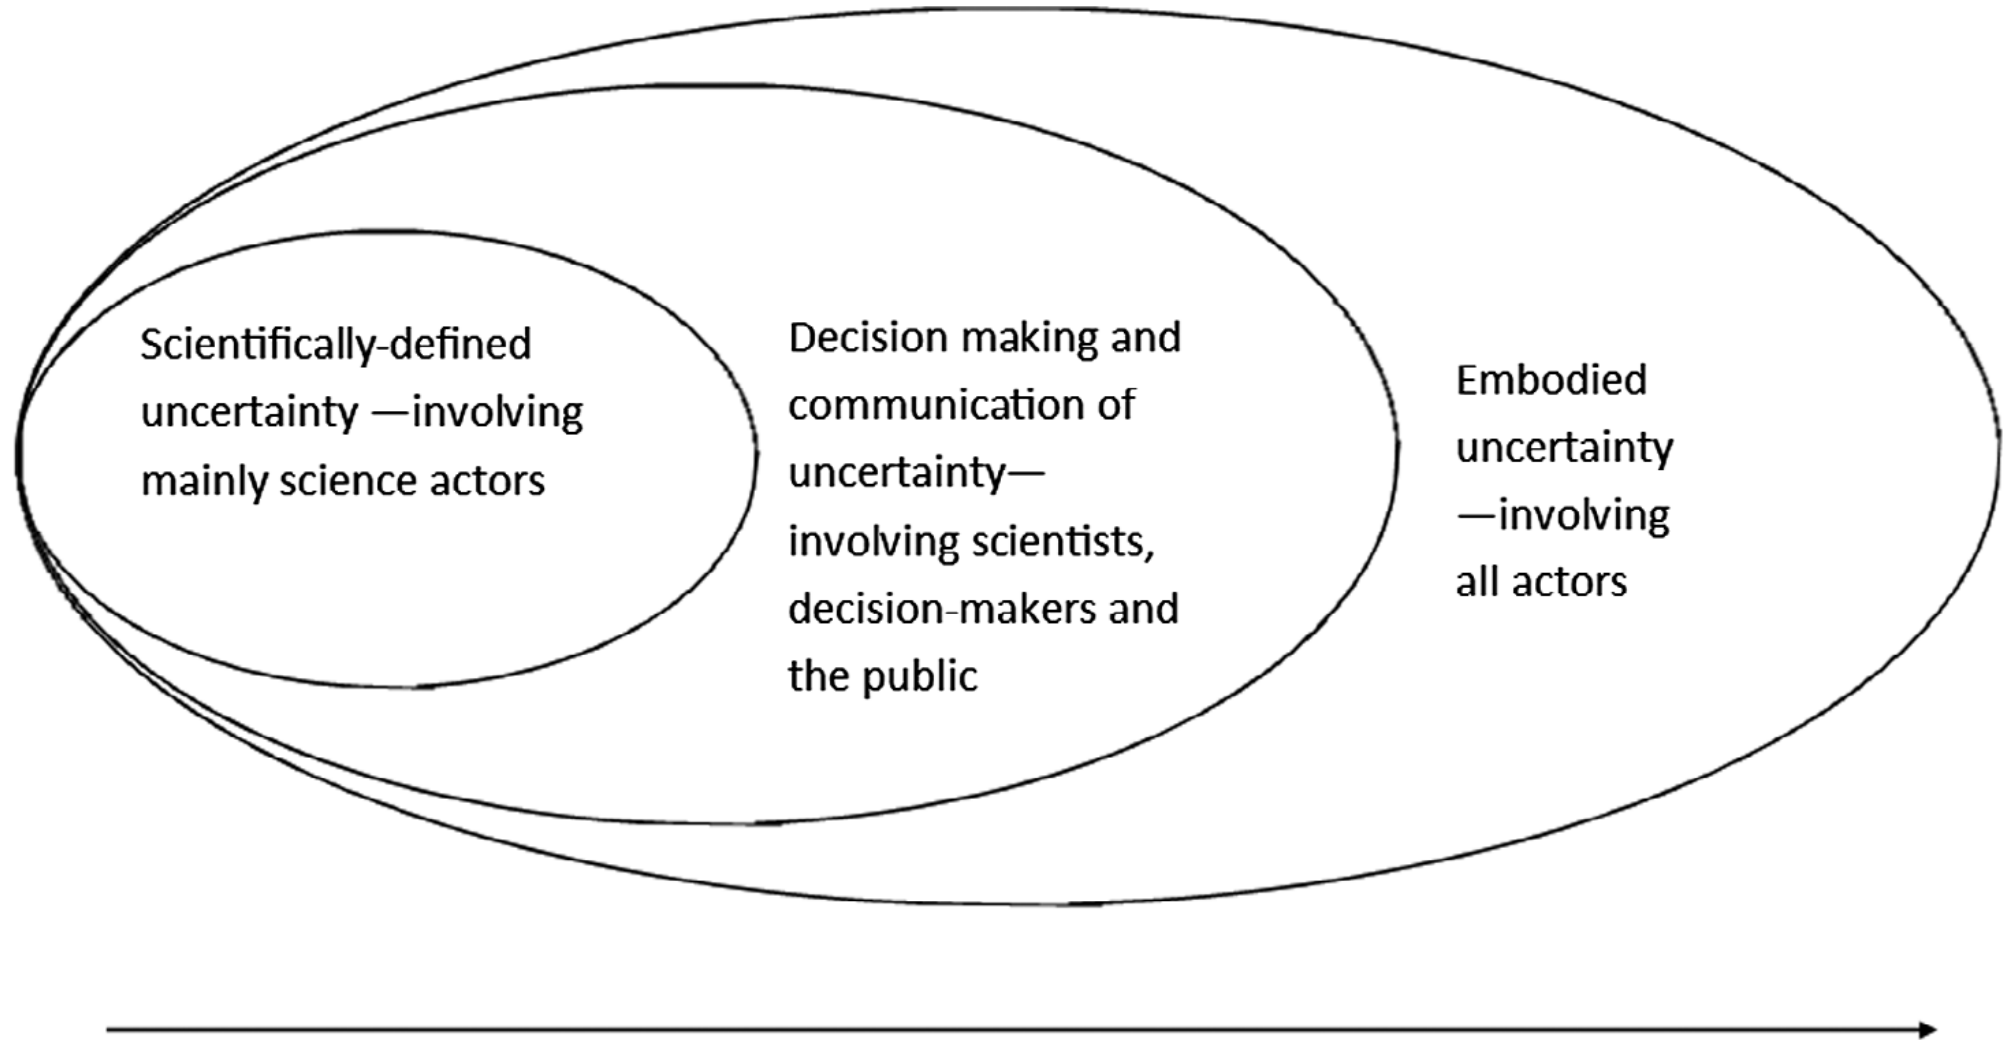 Scientifically-defined
uncertainty —involving
mainly science actors
Decision making and
communication of
uncertainty—
involving scientists,
decision-makers and
the public
Embodied
uncertainty
—involving
all actors